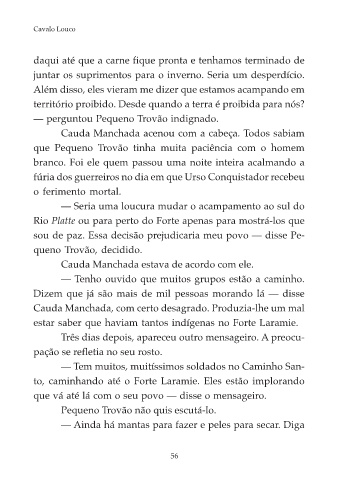 Cavalo Louco
daqui até que a carne fique pronta e tenhamos terminado de
juntar os suprimentos para o inverno. Seria um desperdício.
Além disso, eles vieram me dizer que estamos acampando em
território proibido. Desde quando a terra é proibida para nós?
— perguntou Pequeno Trovão indignado.
Cauda Manchada acenou com a cabeça. Todos sabiam
que Pequeno Trovão tinha muita paciência com o homem
branco. Foi ele quem passou uma noite inteira acalmando a
fúria dos guerreiros no dia em que Urso Conquistador recebeu
o ferimento mortal.
— Seria uma loucura mudar o acampamento ao sul do
Rio Platte ou para perto do Forte apenas para mostrá-los que
sou de paz. Essa decisão prejudicaria meu povo — disse Pe-
queno Trovão, decidido.
Cauda Manchada estava de acordo com ele.
— Tenho ouvido que muitos grupos estão a caminho.
Dizem que já são mais de mil pessoas morando lá — disse
Cauda Manchada, com certo desagrado. Produzia-lhe um mal
estar saber que haviam tantos indígenas no Forte Laramie.
Três dias depois, apareceu outro mensageiro. A preocu-
pação se refletia no seu rosto.
— Tem muitos, muitíssimos soldados no Caminho San-
to, caminhando até o Forte Laramie. Eles estão implorando
que vá até lá com o seu povo — disse o mensageiro.
Pequeno Trovão não quis escutá-lo.
— Ainda há mantas para fazer e peles para secar. Diga
56